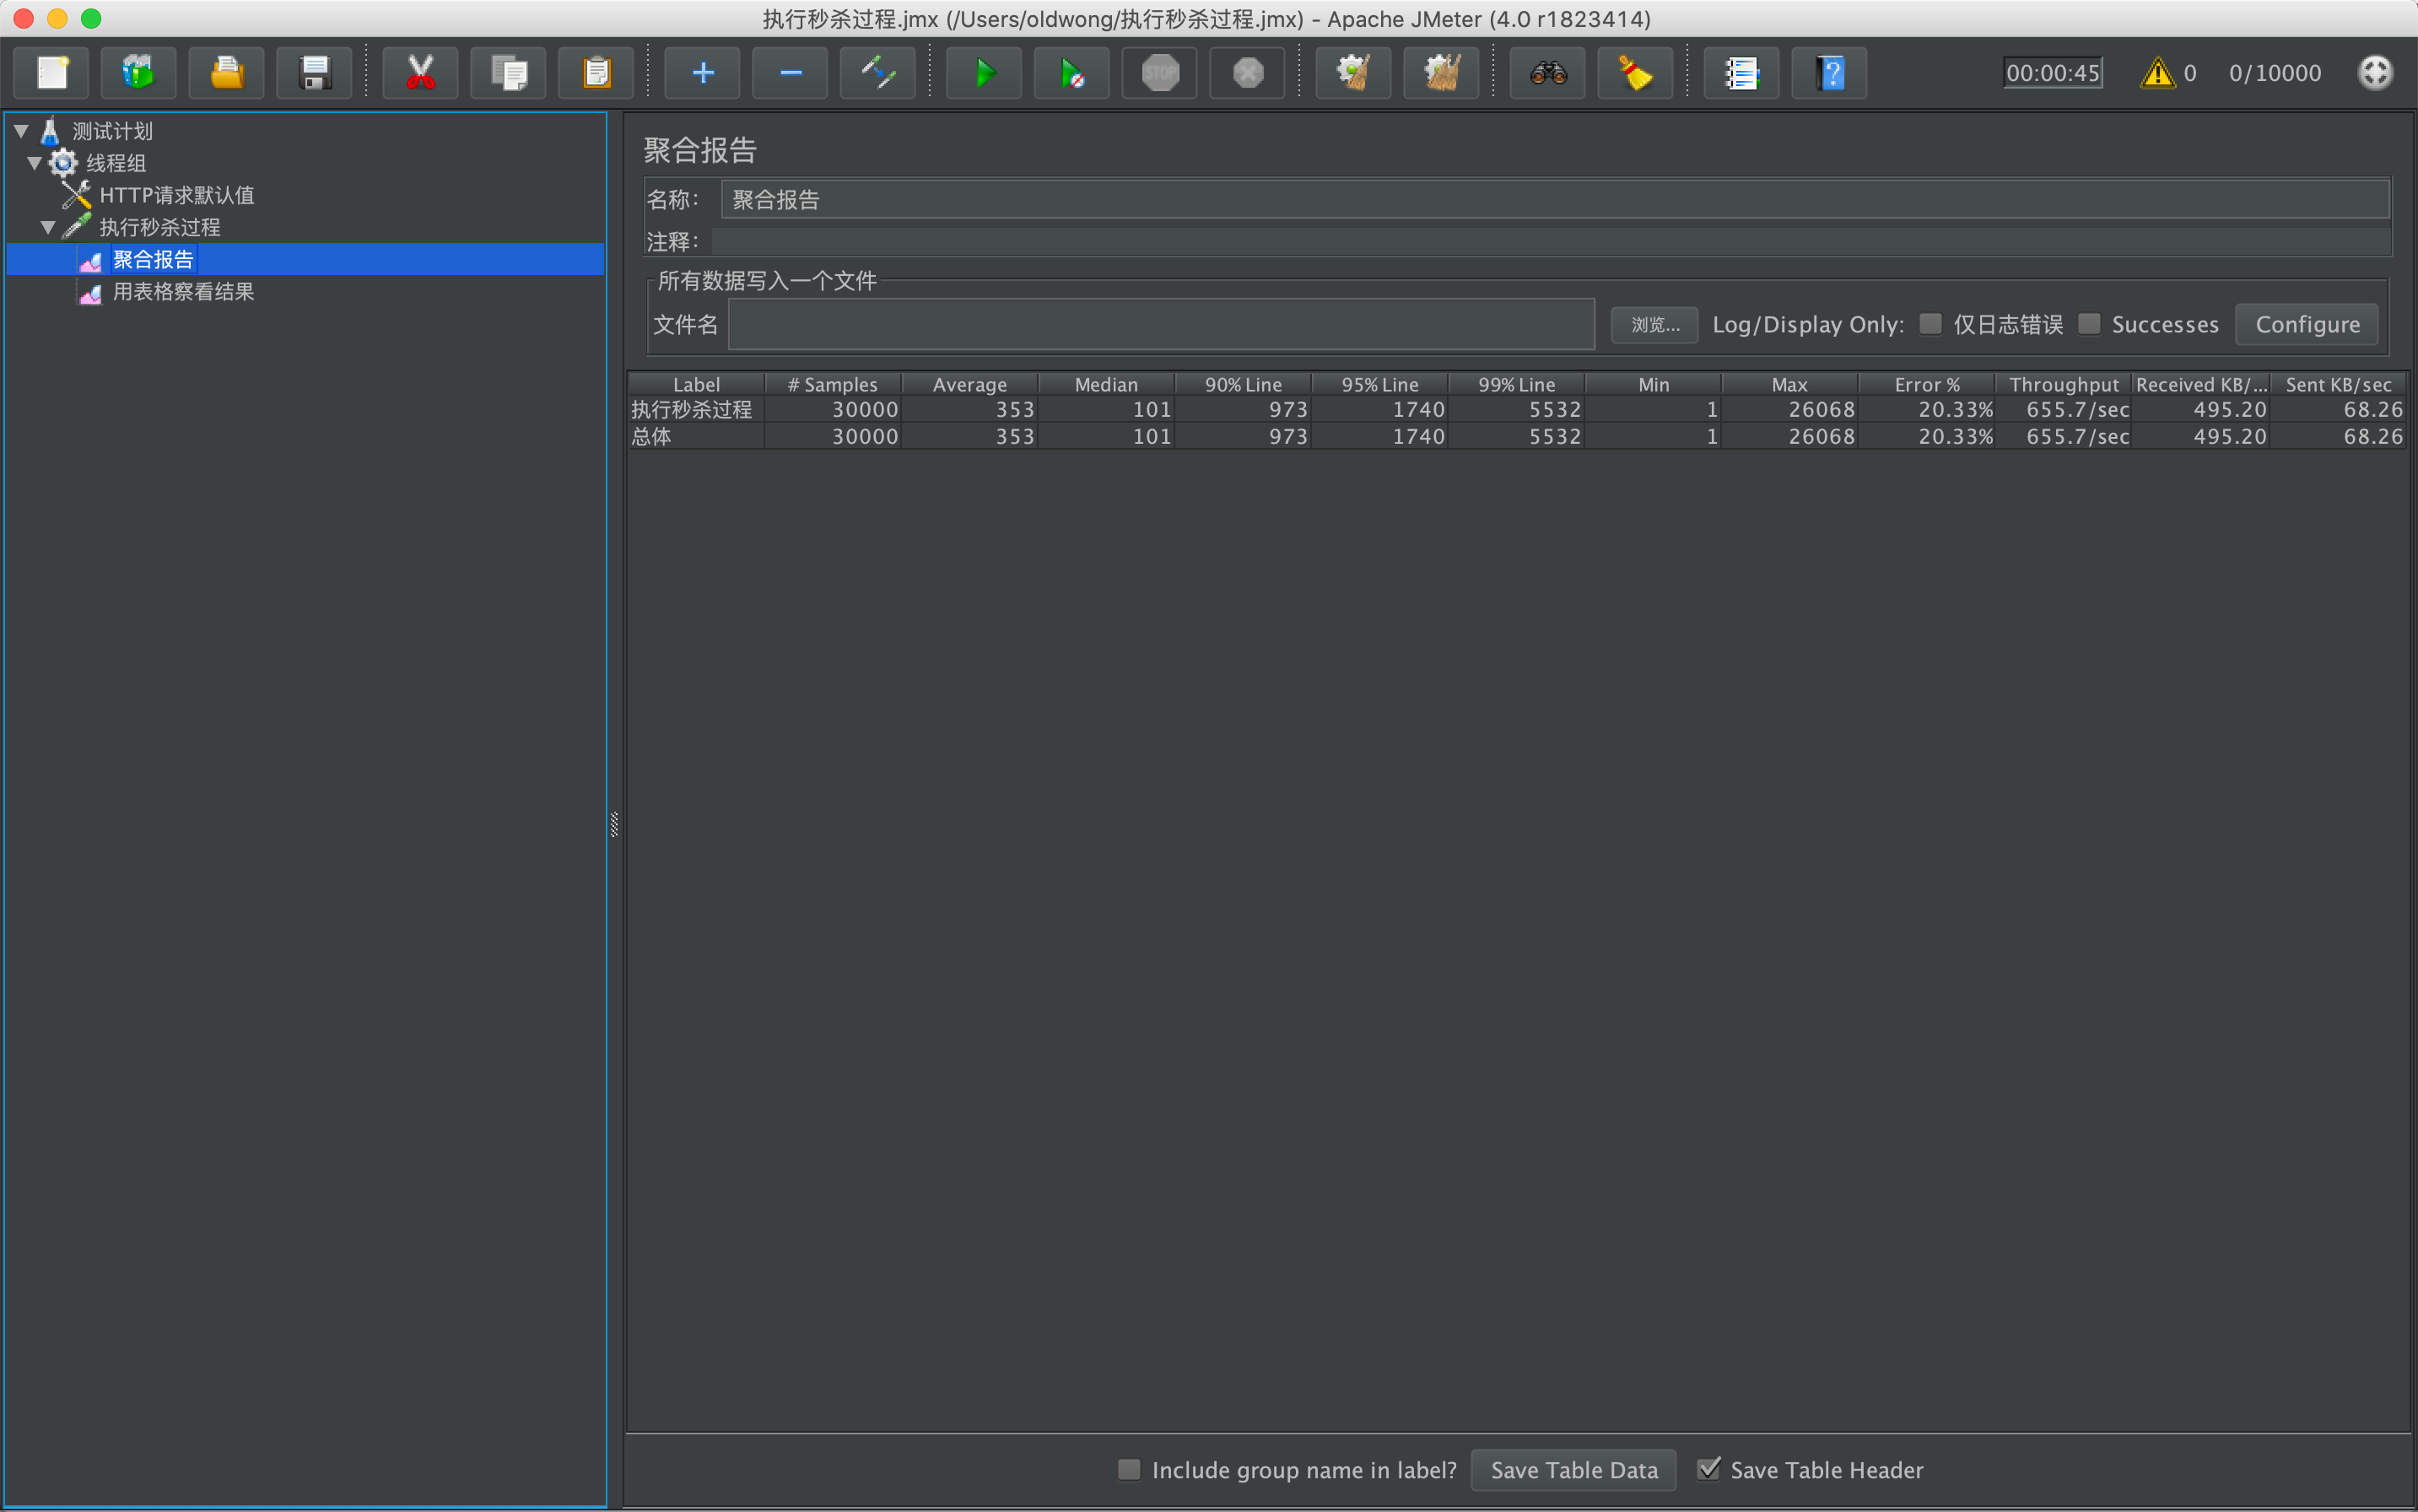 执行秒杀过程.jmx (/Users/oldwong/执行秒杀过程.jmx) - Apache JMeter (4.0 r1823414)
STOP
00:00:45 0 0/10000
测试计划
线程组
HTTP请求默认值
执行秒杀过程
聚合报告
用表格察看结果
聚合报告
名称： 聚合报告
注释：
所有数据写入一个文件
文件名 浏览... Log/Display Only: 仅日志错误 Successes Configure
Label # Samples Average Median 90% Line 95% Line 99% Line Min Max Error % Throughput Received KB/... Sent KB/sec
执行秒杀过程 30000 353 101 973 1740 5532 1 26068 20.33% 655.7/sec 495.20 68.26
总体 30000 353 101 973 1740 5532 1 26068 20.33% 655.7/sec 495.20 68.26
Include group name in label? Save Table Data Save Table Header